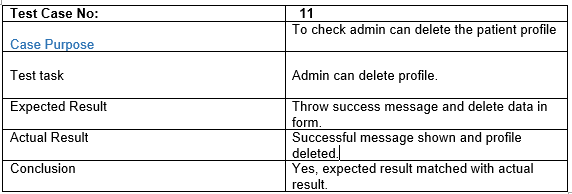 Test Case No: 11
To check admin can delete the patient profile
Case Purpose
Test task Admin can delete profile.
Expected Result Throw success message and delete data in
form.
Actual Result Successful message shown and profile
deleted.
Conclusion Yes, expected result matched with actual
result.